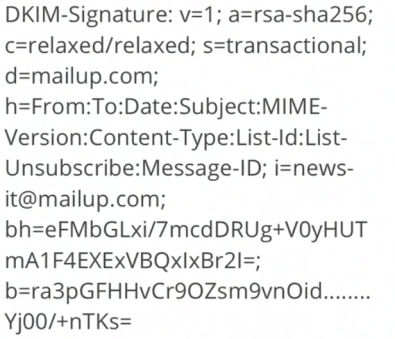 DKIM-Signature: v=1; a=rsa-sha256;
c=relaxed/relaxed; s=transactional;
d=mailup.com;
h=From:To:Date:Subject:MIME-
Version:Content-Type:List-Id:List-
Unsubscribe:Message-ID; i=news-
it@mailup.com;
bh=eFMbGLxi/7mcdDRUg+V0yHUT
mA1F4EXExVBQxIxBr2I=;
b=ra3pGFHHvCr9OZsm9vnOid........
Yj00/+nTKs=